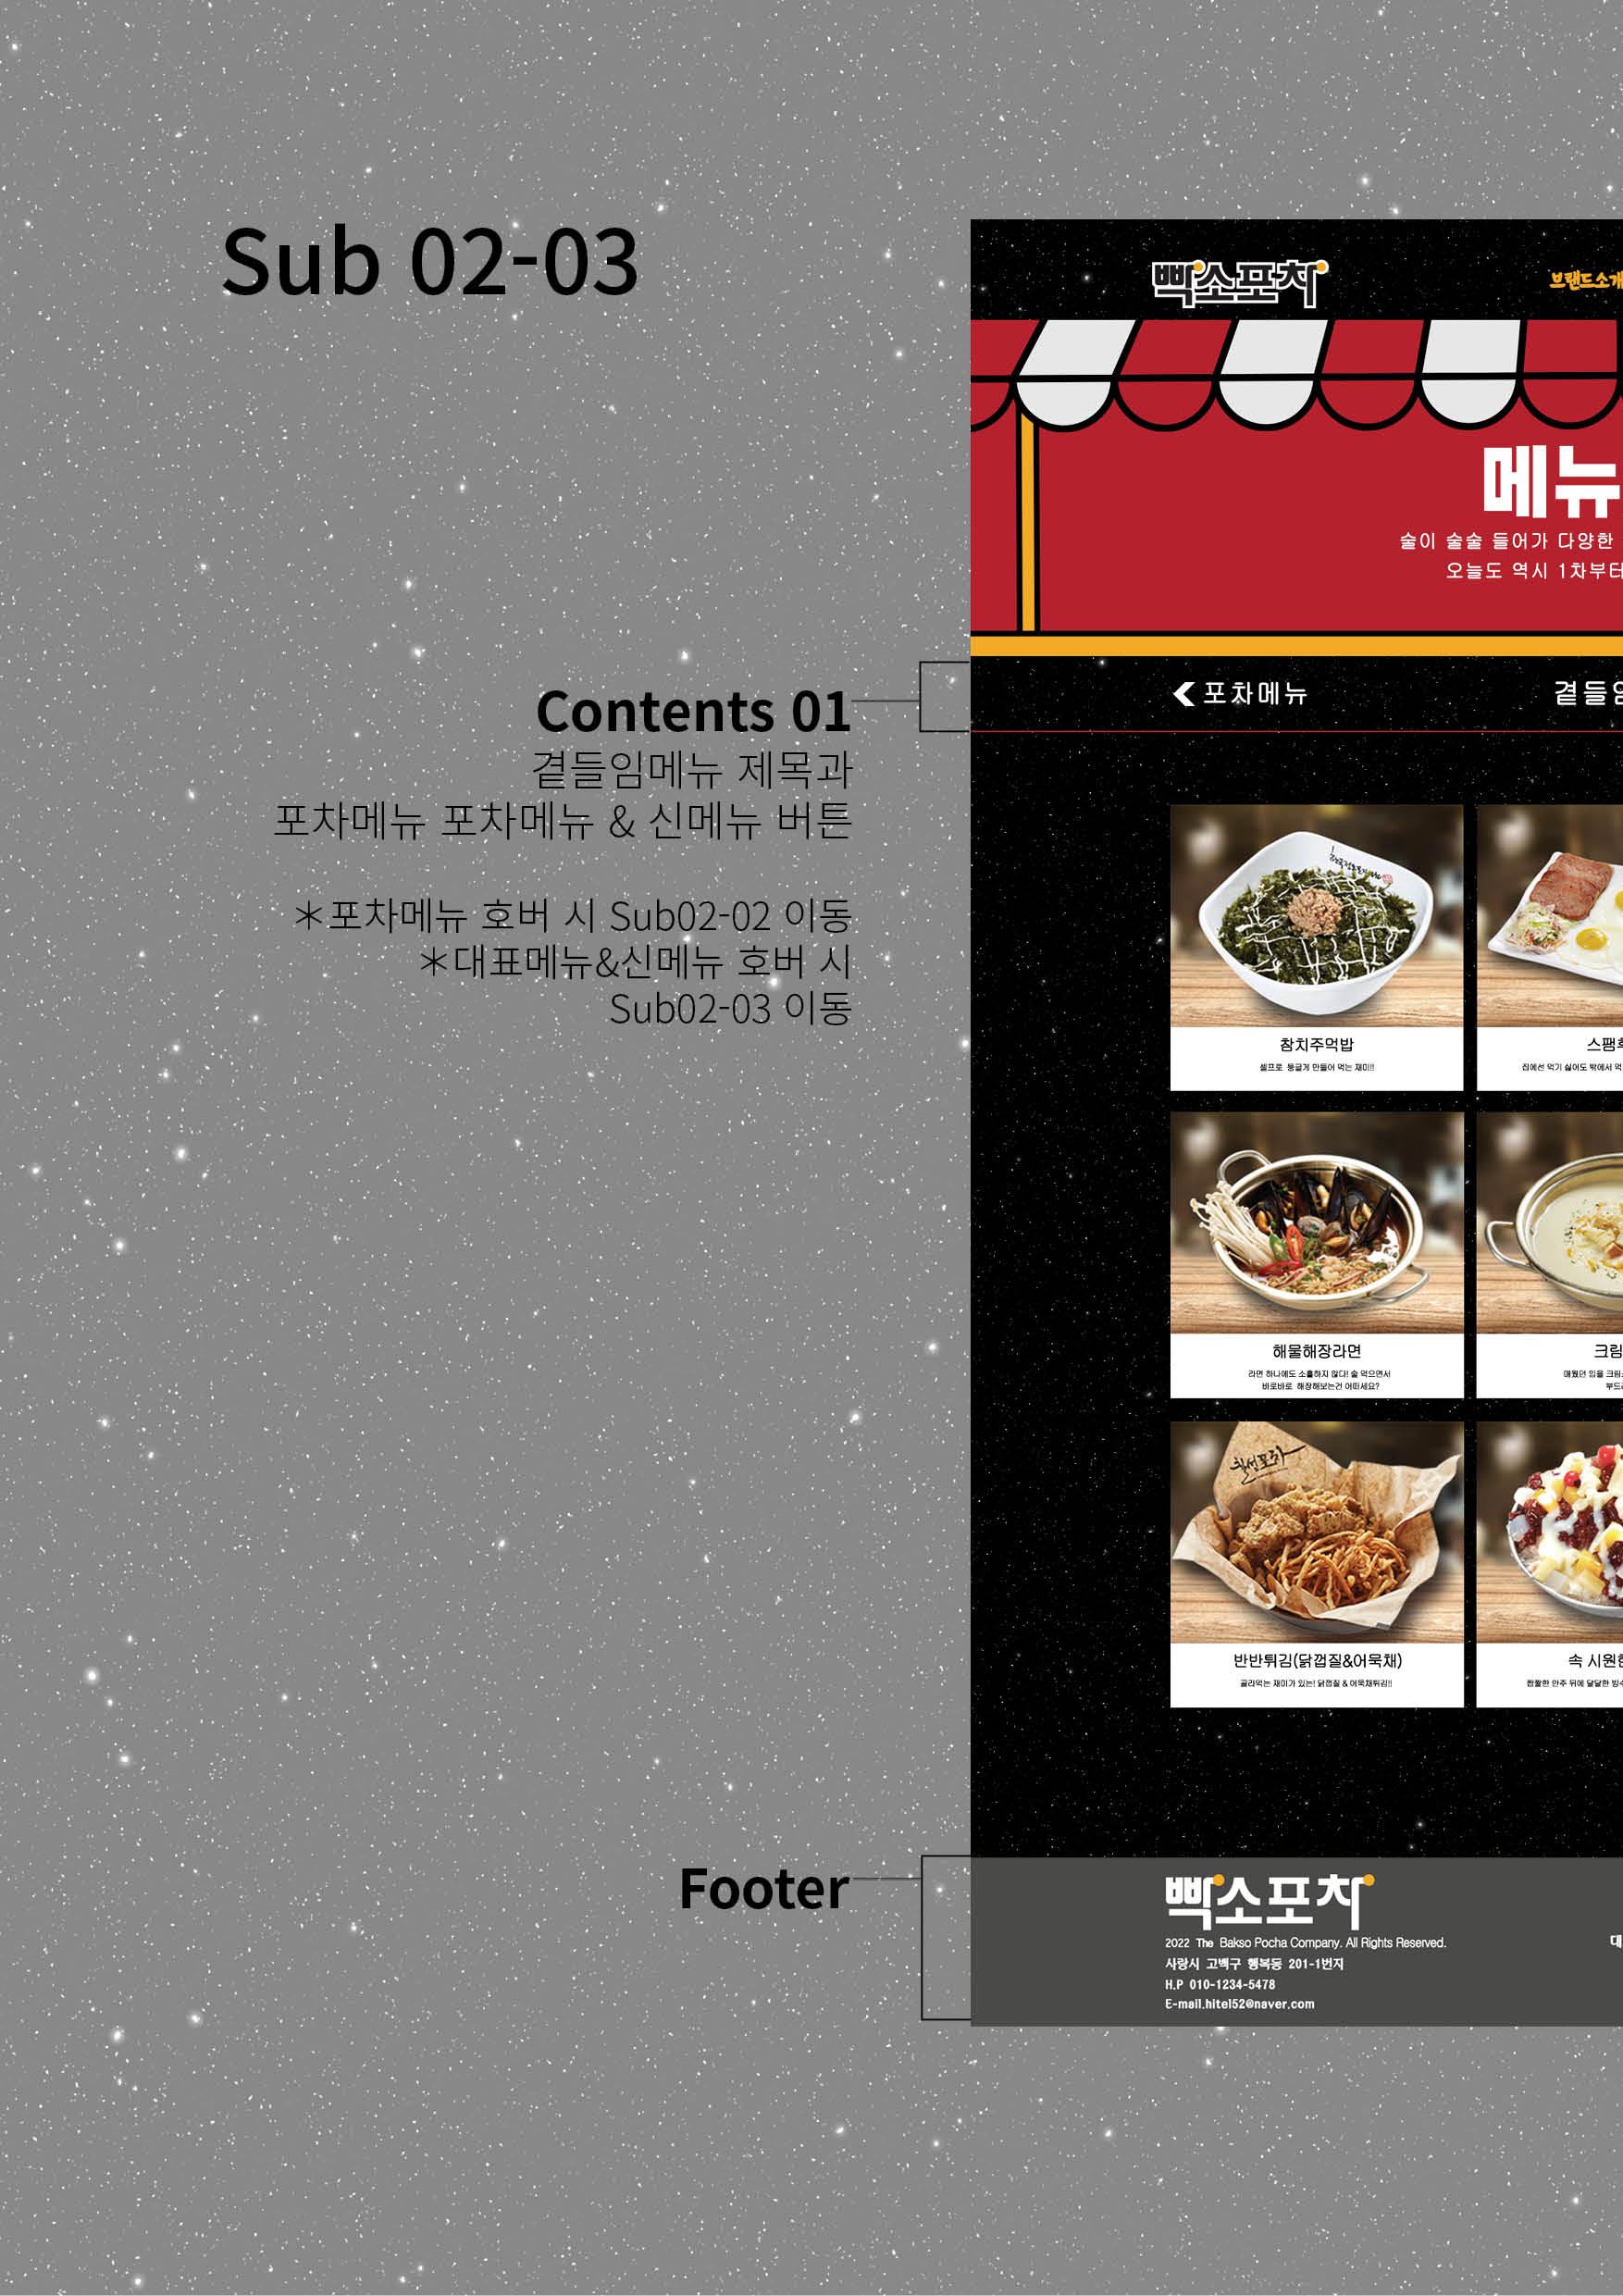 Sub 02-03
빡소포차
브랜드소개
메뉴
술이 술술 들어가 다양한
오늘도 역시 1차부터
Contents 01
곁들임메뉴 제목과
포차메뉴 포차메뉴 & 신메뉴 버튼
*포차메뉴 호버 시 Sub02-02 이동
*대표메뉴&신메뉴 호버 시
Sub02-03 이동
포차메뉴
곁들임
참치주먹밥
셀프로 둥글게 만들어 먹는 재미!!
스팸후
집에선 먹기 싫어도 밖에서 먹
해물해장라면
라면 하나에도 소홀하지 않다! 술 먹으면서
바로바로 해장해보는건 어떠세요?
크림
매웠던 입을 크림
부드
칠성포차
반반튀김(닭껍질&어묵채)
골라먹는 재미가 있는! 닭껍질 & 어묵채튀김!!
속 시원한
짭짤한 안주 뒤에 달달한 빙수
Footer
빡소포차
2022 The Bakso Pocha Company. All Rights Reserved.
사랑시 고백구 행복동 201-1번지
H.P 010-1234-5478
E-mail.hitel52@naver.com
대